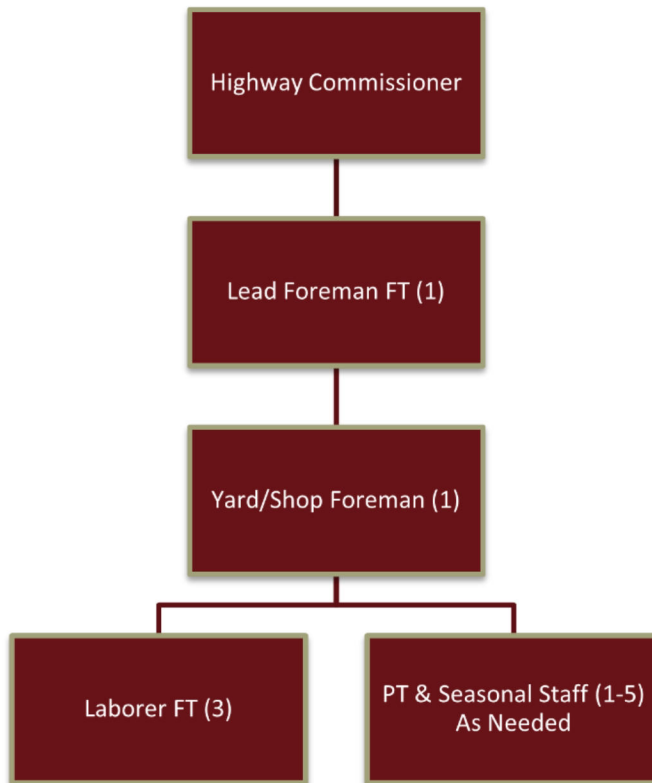 Highway Commissioner
Lead Foreman FT (1)
Yard/Shop Foreman (1)
Laborer FT (3)
PT & Seasonal Staff (1-5)
As Needed